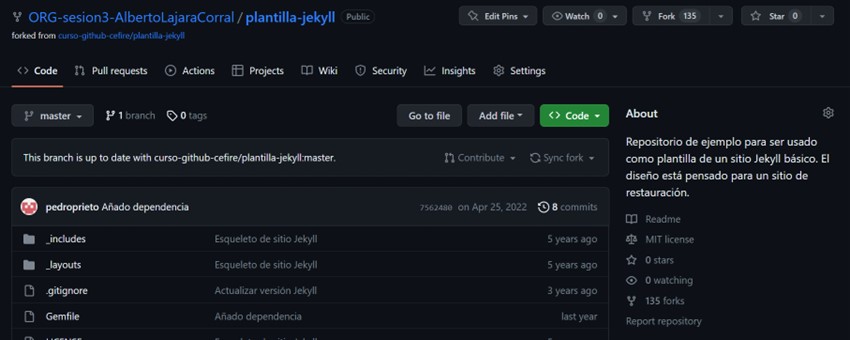 ORG-sesion3-AlbertoLajaraCorral / plantilla-jekyll Public
Edit Pins Watch 0 Fork 135 Star 0
forked from curso-github-cefire/plantilla-jekyll
Code Pull requests Actions Projects Wiki Security Insights Settings
master 1 branch 0 tags Go to file Add file Code
This branch is up to date with curso-github-cefire/plantilla-jekyll:master. Contribute Sync fork
pedroprieto Añado dependencia 7562480 on Apr 25, 2022 8 commits
_includes Esqueleto de sitio Jekyll 5 years ago
_layouts Esqueleto de sitio Jekyll 5 years ago
.gitignore Actualizar versión Jekyll 3 years ago
Gemfile Añado dependencia last year
About
Repositorio de ejemplo para ser usado
como plantilla de un sitio Jekyll básico. El
diseño está pensado para un sitio de
restauración.
Readme
MIT license
0 stars
0 watching
135 forks
Report repository